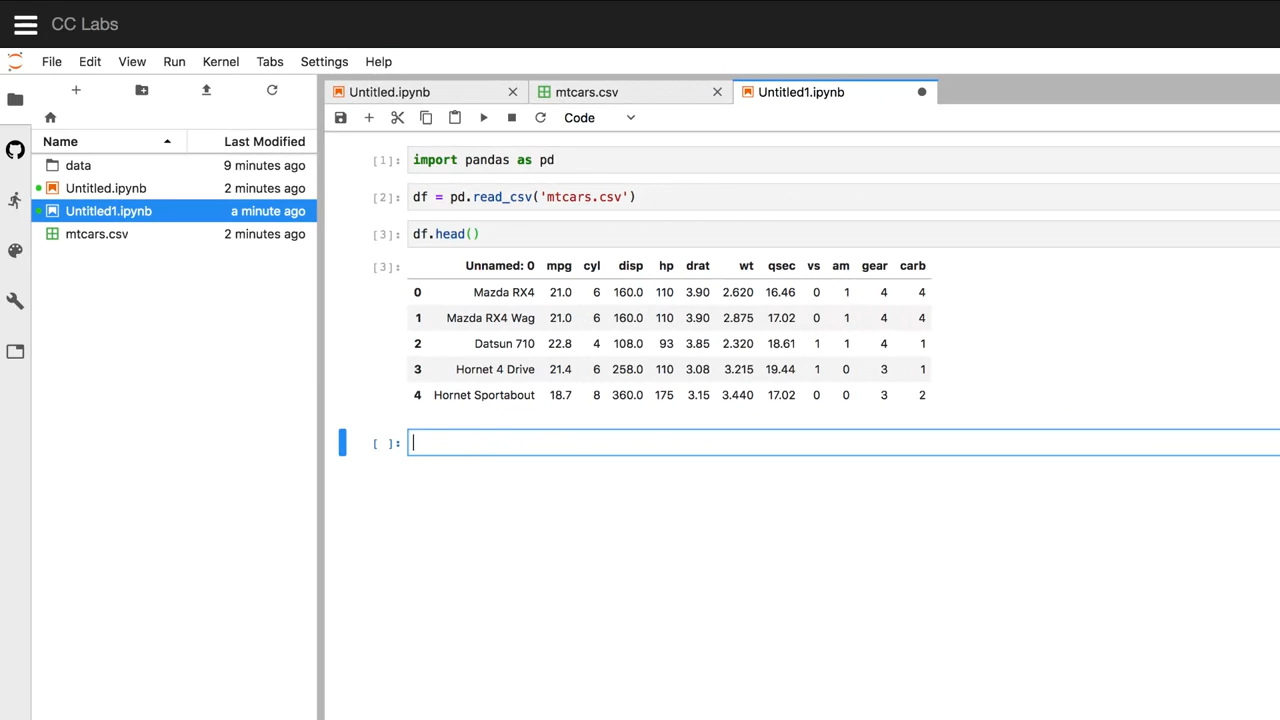 CC Labs
File Edit View Run Kernel Tabs Settings Help
Untitled.ipynb mtcars.csv Untitled1.ipynb
Code
Name Last Modified
data 9 minutes ago
Untitled.ipynb 2 minutes ago
Untitled1.ipynb a minute ago
mtcars.csv 2 minutes ago
[1]: import pandas as pd
[2]: df = pd.read_csv('mtcars.csv')
[3]: df.head()
[3]: Unnamed: 0 mpg cyl disp hp drat wt qsec vs am gear carb
0 Mazda RX4 21.0 6 160.0 110 3.90 2.620 16.46 0 1 4 4
1 Mazda RX4 Wag 21.0 6 160.0 110 3.90 2.875 17.02 0 1 4 4
2 Datsun 710 22.8 4 108.0 93 3.85 2.320 18.61 1 1 4 1
3 Hornet 4 Drive 21.4 6 258.0 110 3.08 3.215 19.44 1 0 3 1
4 Hornet Sportabout 18.7 8 360.0 175 3.15 3.440 17.02 0 0 3 2
[ ]: